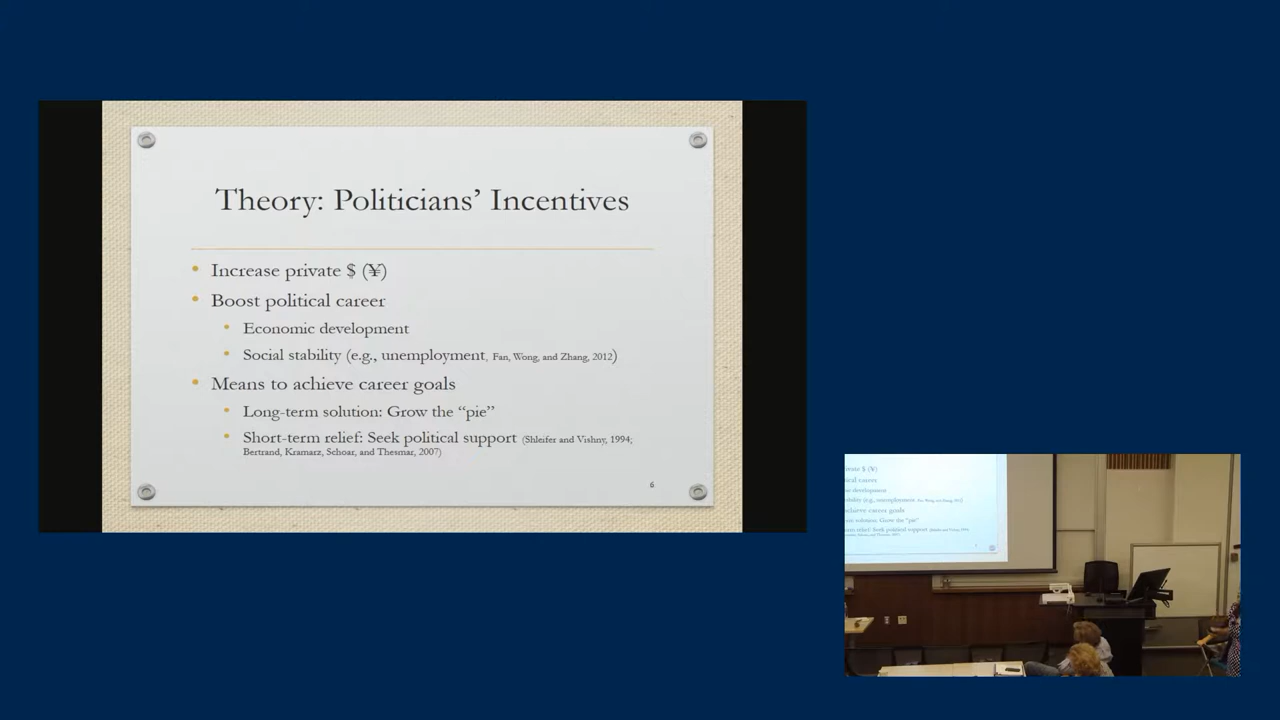 Theory: Politicians’ Incentives
• Increase private $ (¥)
• Boost political career
• Economic development
• Social stability (e.g., unemployment, Fan, Wong, and Zhang, 2012)
• Means to achieve career goals
• Long-term solution: Grow the “pie”
• Short-term relief: Seek political support (Shleifer and Vishny, 1994;
Bertrand, Kramarz, Schoar, and Thesmar, 2007)
6